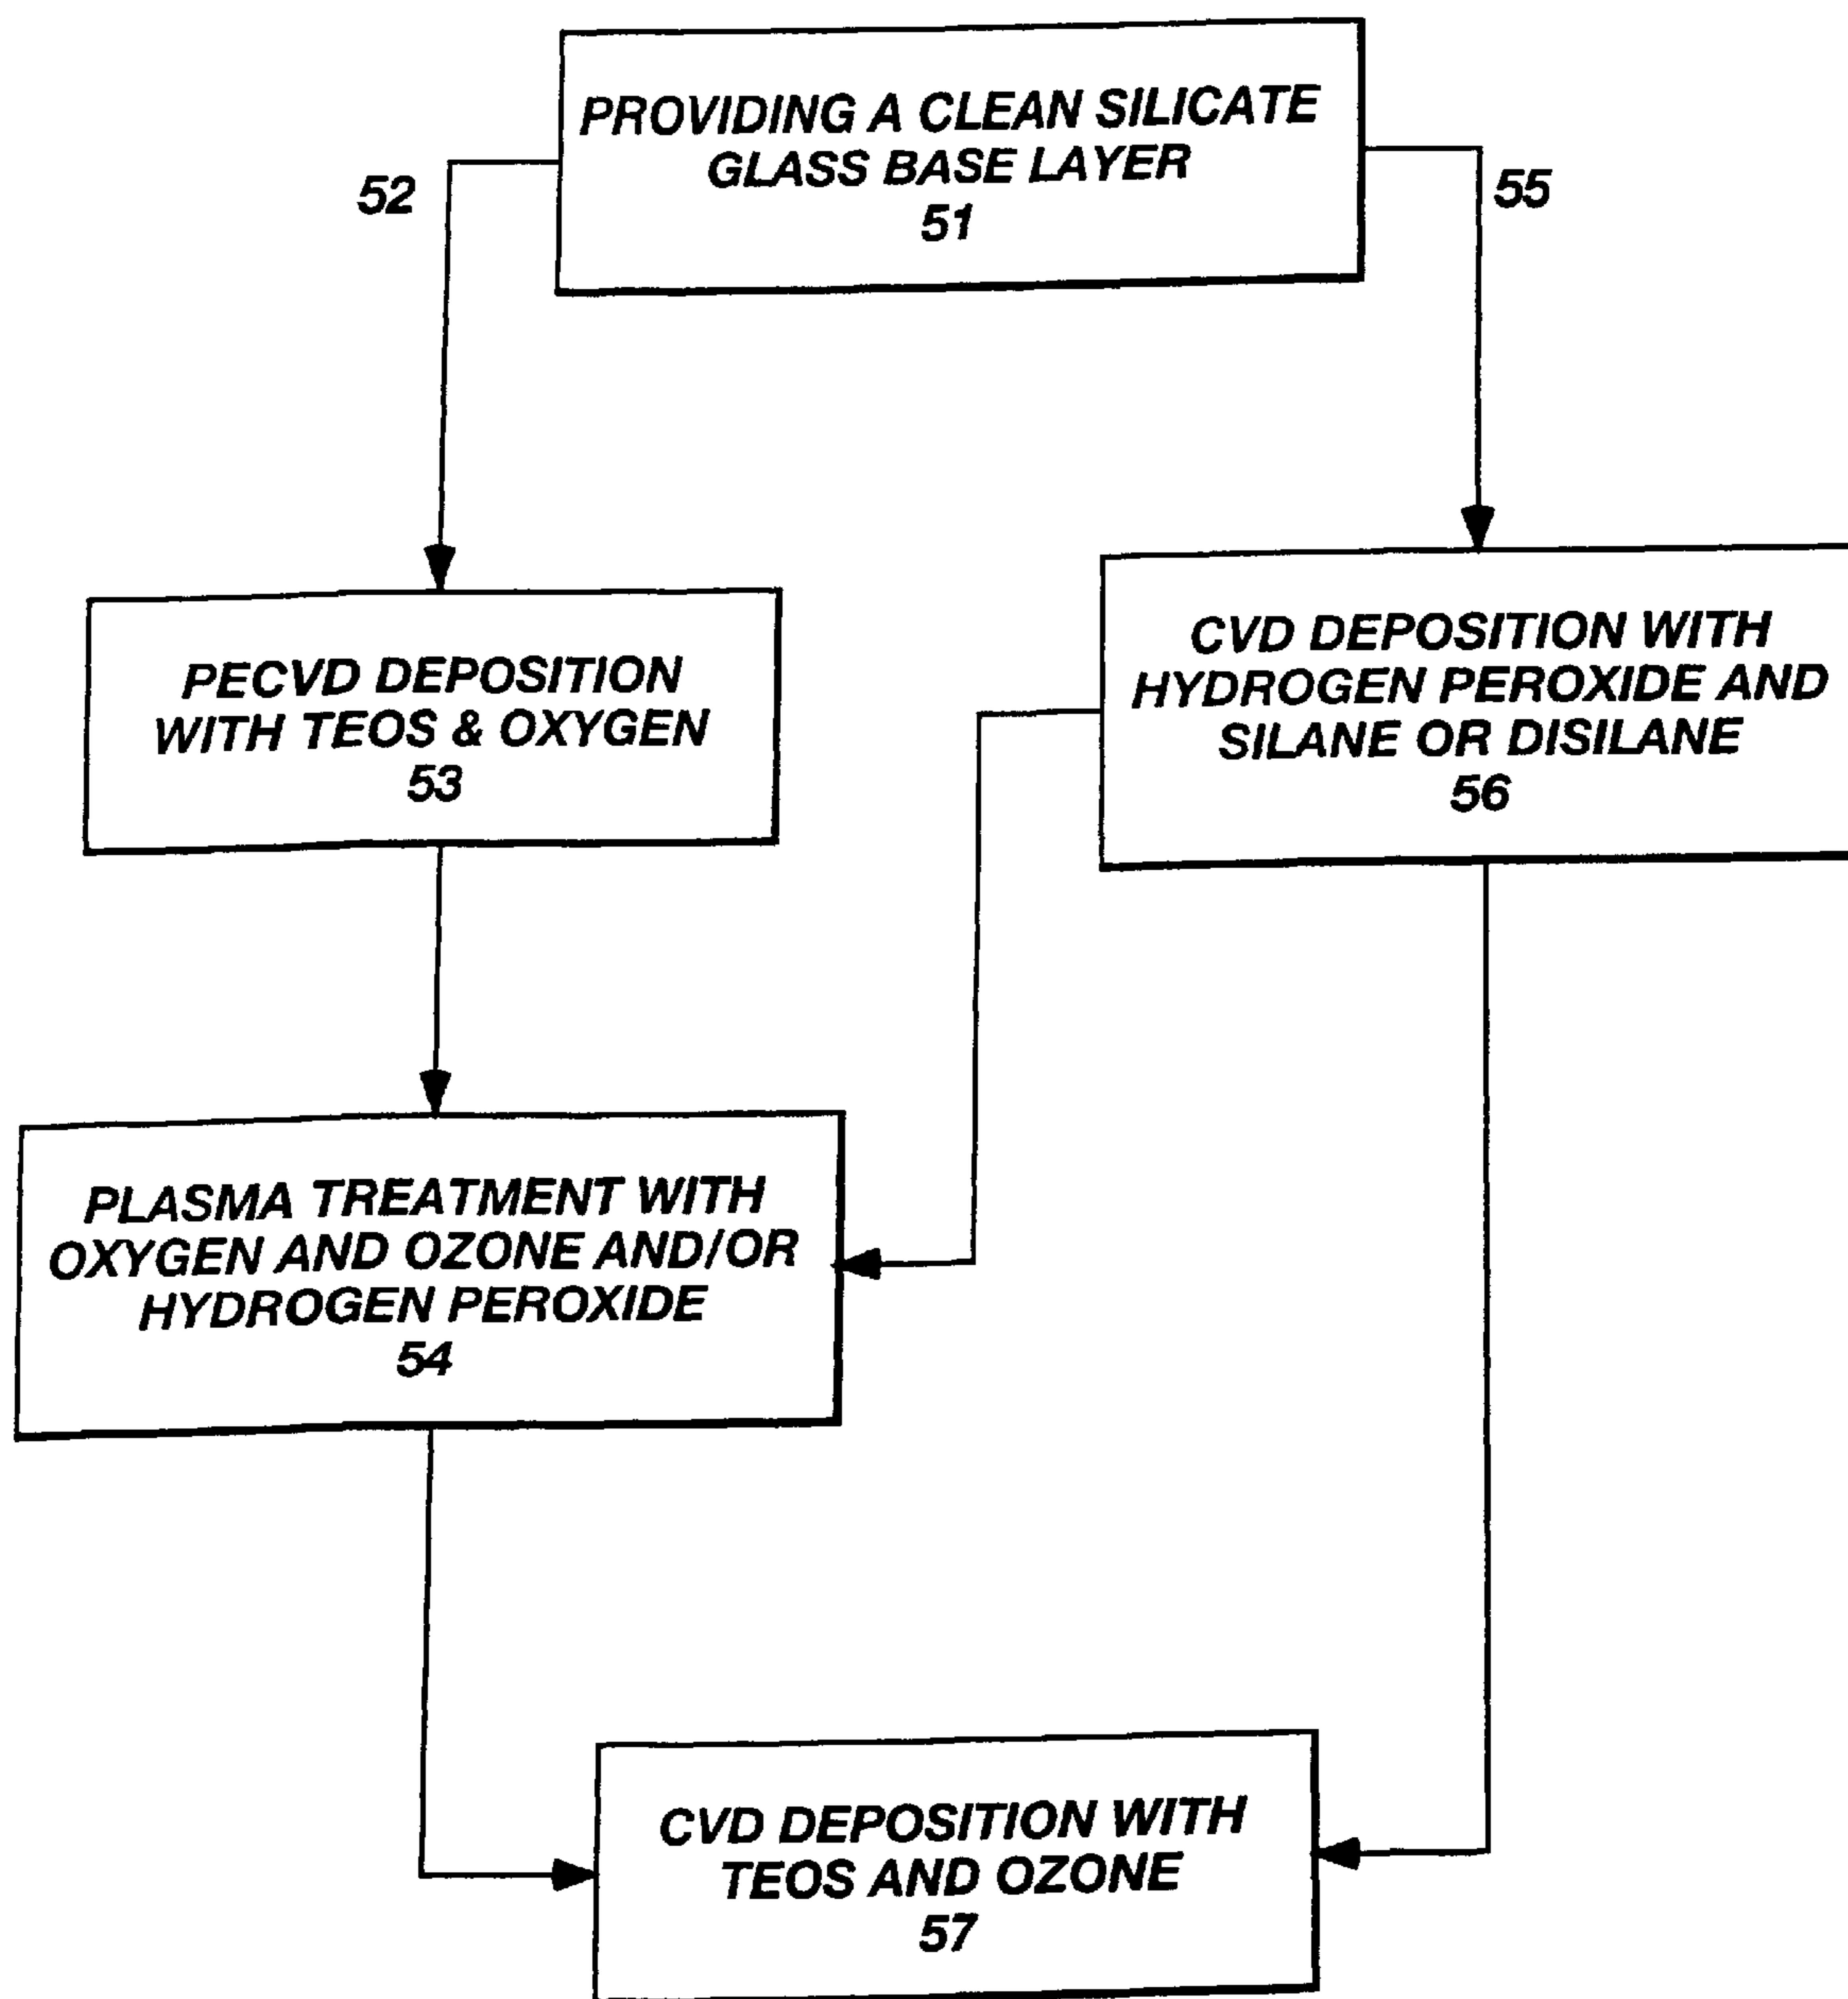 PROVIDING A CLEAN SILICATE
GLASS BASE LAYER
51
52
55
PECVD DEPOSITION
WITH TEOS & OXYGEN
53
CVD DEPOSITION WITH
HYDROGEN PEROXIDE AND
SILANE OR DISILANE
56
PLASMA TREATMENT WITH
OXYGEN AND OZONE AND/OR
HYDROGEN PEROXIDE
54
CVD DEPOSITION WITH
TEOS AND OZONE
57